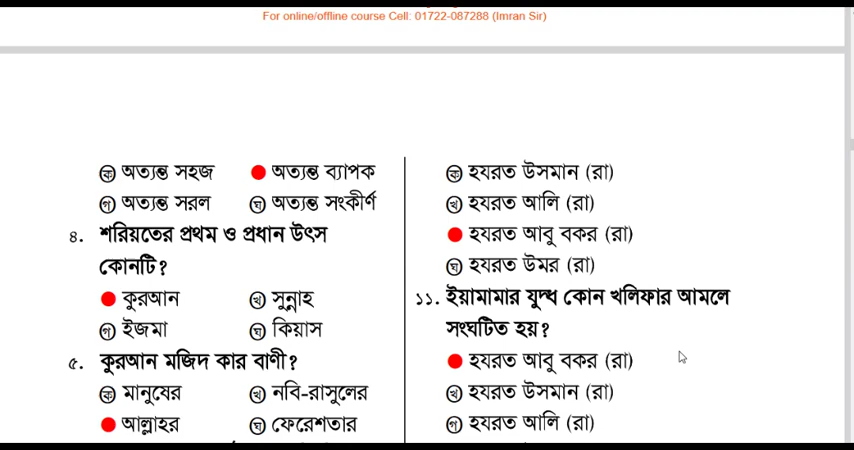 For online/offline course Cell: 01722-087288 (Imran Sir)
ক অত্যন্ত সহজ ● অত্যন্ত ব্যাপক
গ অত্যন্ত সরল ঘ অত্যন্ত সংকীর্ণ
৪. শরিয়তের প্রথম ও প্রধান উৎস
কোনটি?
● কুরআন খ সুন্নাহ
গ ইজমা ঘ কিয়াস
৫. কুরআন মজিদ কার বাণী?
ক মানুষের খ নবি-রাসুলের
● আল্লাহর ঘ ফেরেশতার
ক হযরত উসমান (রা)
খ হযরত আলি (রা)
● হযরত আবু বকর (রা)
ঘ হযরত উমর (রা)
১১. ইয়ামামার যুদ্ধ কোন খলিফার আমলে
সংঘটিত হয়?
● হযরত আবু বকর (রা)
খ হযরত উসমান (রা)
গ হযরত আলি (রা)